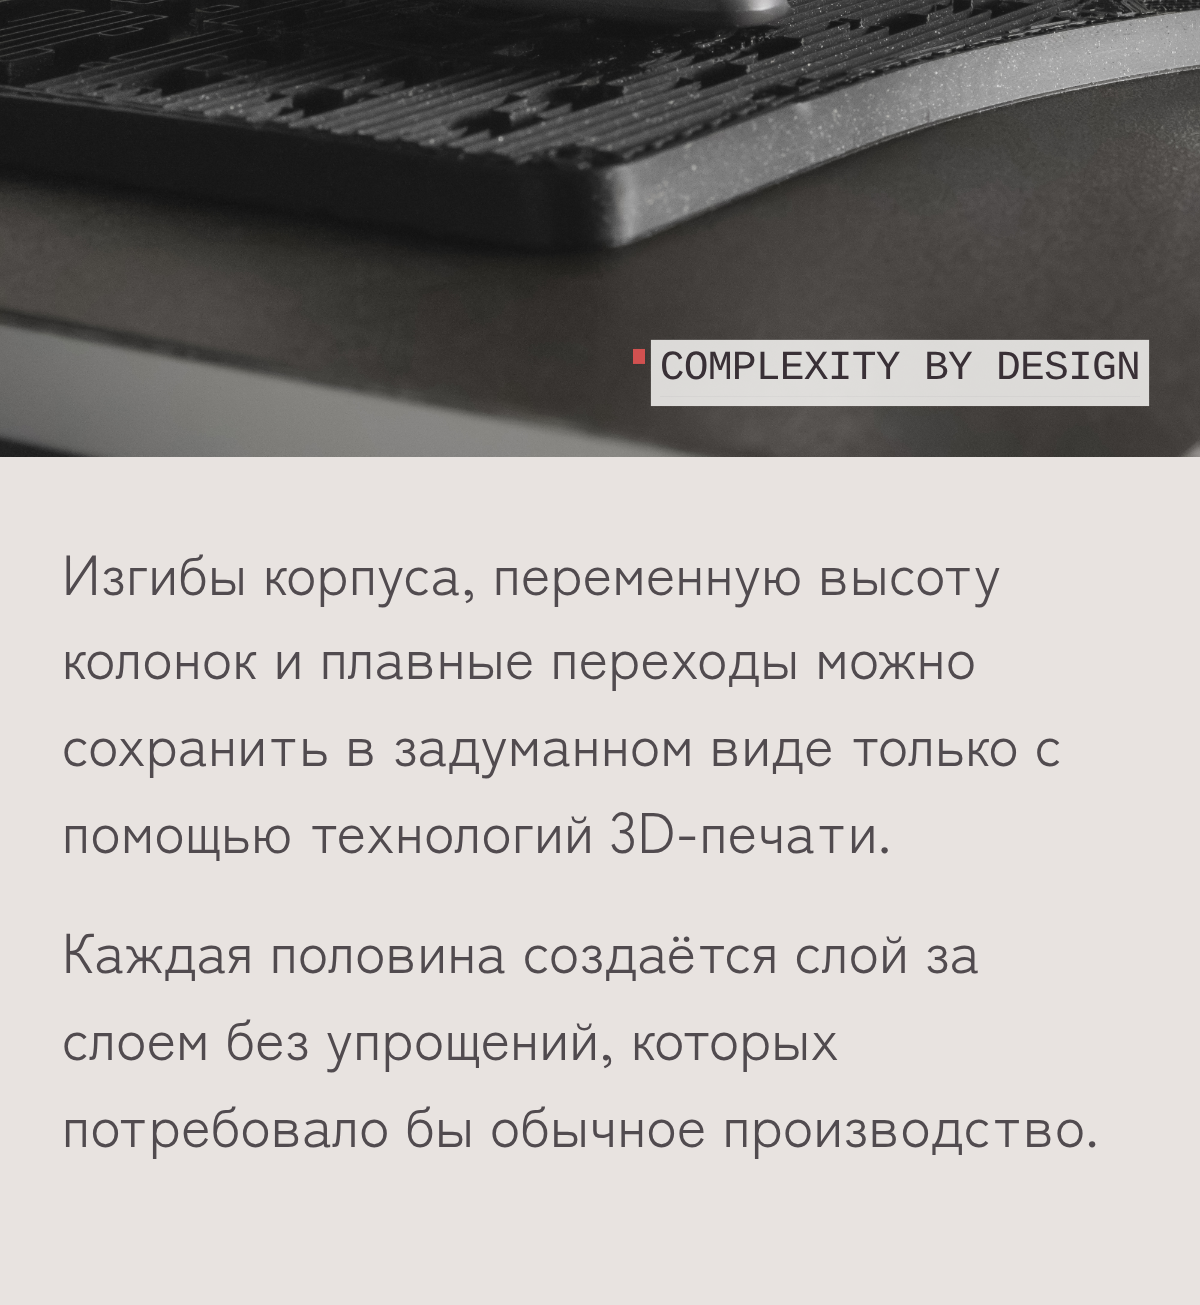 COMPLEXITY BY DESIGN
Изгибы корпуса, переменную высоту
колонок и плавные переходы можно
сохранить в задуманном виде только с
помощью технологий 3D-печати.
Каждая половина создаётся слой за
слоем без упрощений, которых
потребовало бы обычное производство.